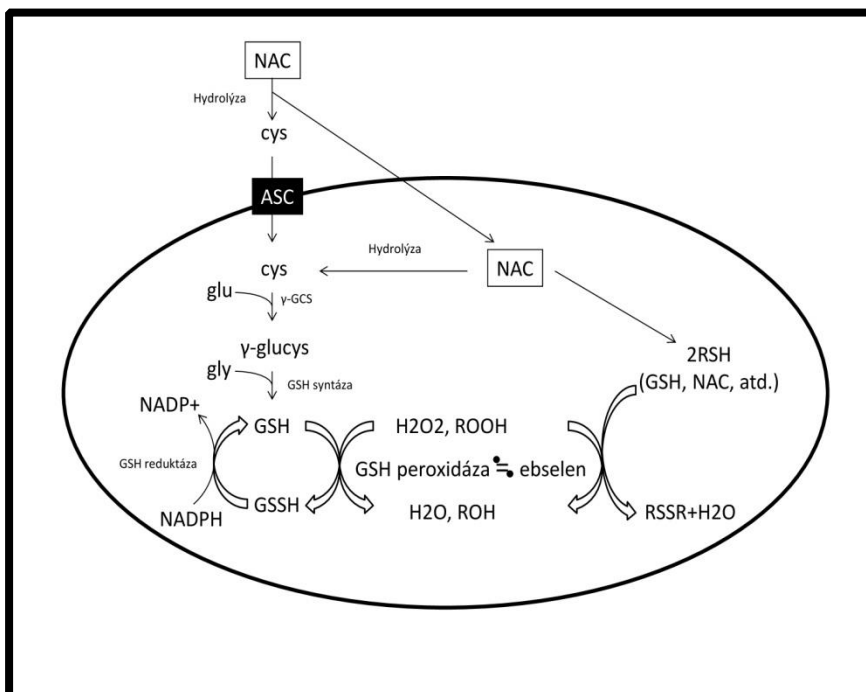 NAC
Hydrolýza
cys
ASC
Hydrolýza
cys
NAC
glu
γ-GCS
γ-glucys
2RSH
gly
GSH syntáza
(GSH, NAC, atd.)
NADP+
GSH
H2O2, ROOH
GSH reduktáza
GSH peroxidáza
ebselen
NADPH
GSSH
H2O, ROH
RSSR+H2O